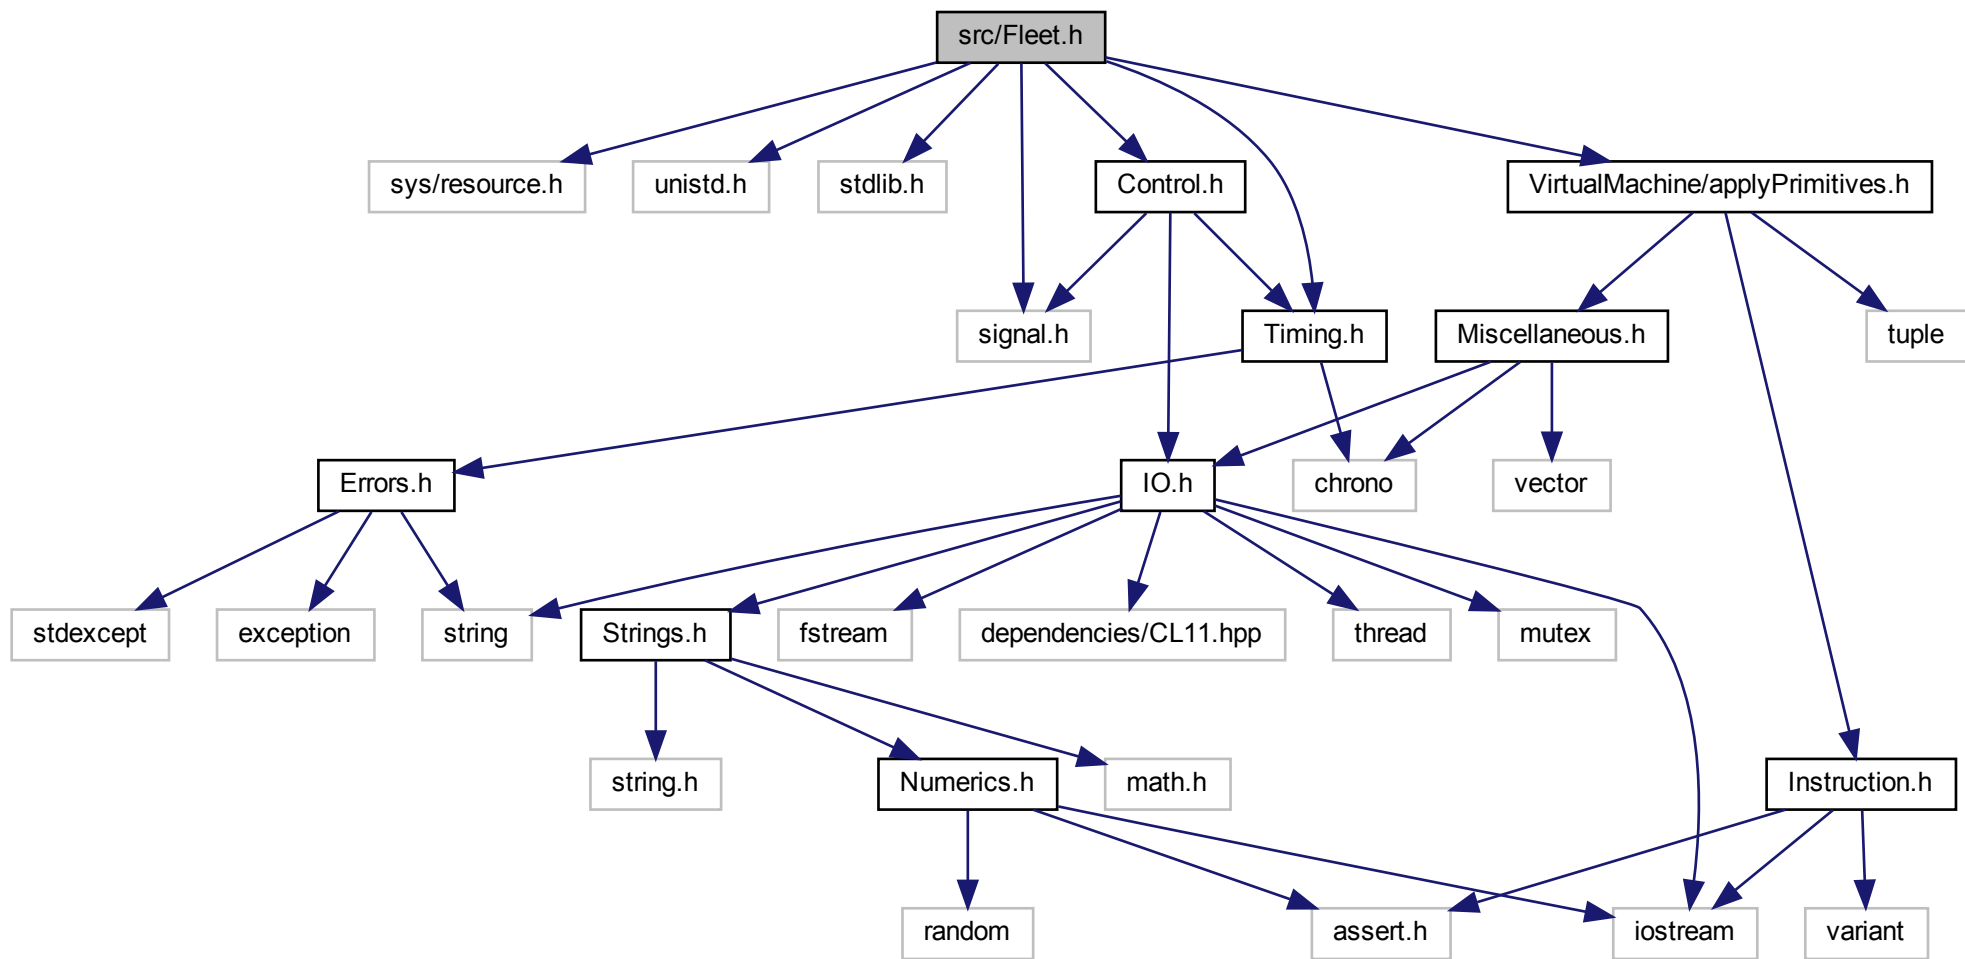 src/Fleet.h
sys/resource.h
unistd.h
stdlib.h
Control.h
VirtualMachine/applyPrimitives.h
signal.h
Timing.h
Miscellaneous.h
tuple
Errors.h
IO.h
chrono
vector
stdexcept
exception
string
Strings.h
fstream
dependencies/CL11.hpp
thread
mutex
string.h
Numerics.h
math.h
Instruction.h
random
assert.h
iostream
variant